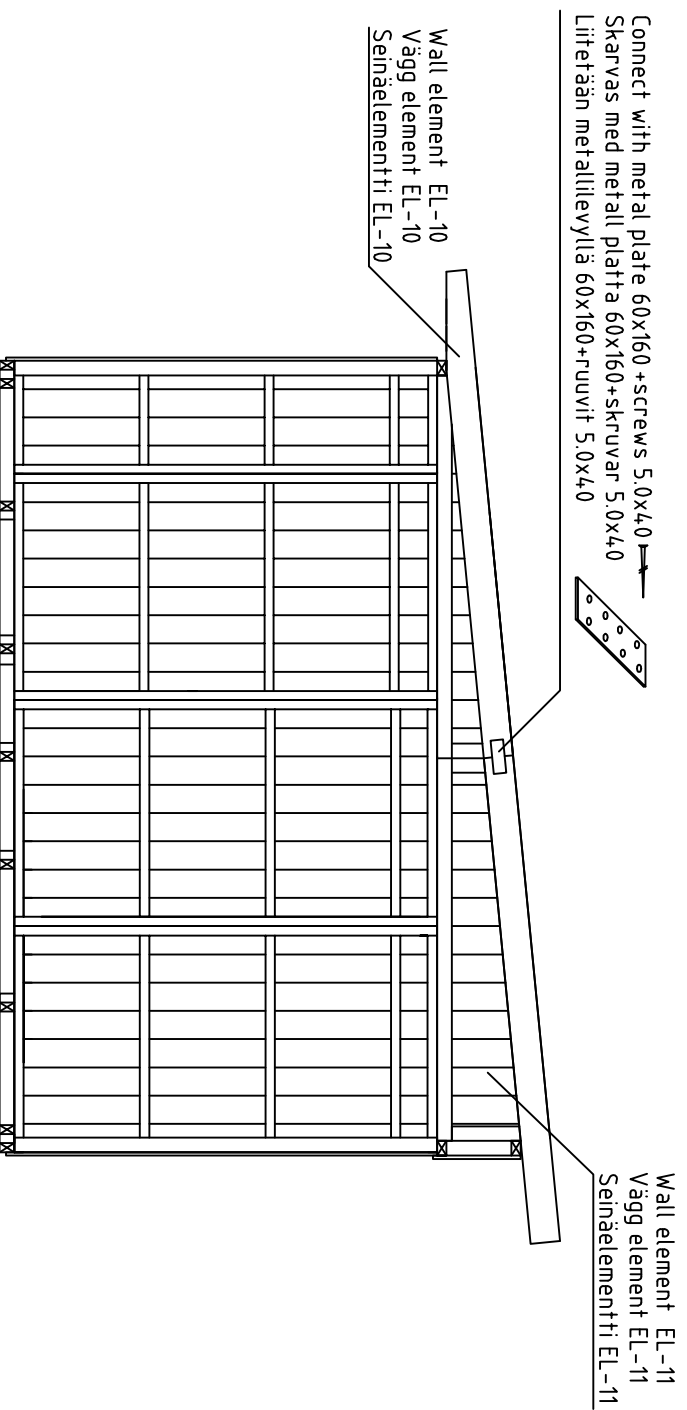 Connect with metal plate 60x160+screws 5.0x40
Skarvas med metall platta 60x160+skruvar 5.0x40
Liitetään metallilevyllä 60x160+ruuvit 5.0x40
Wall element EL-10
Vägg element EL-10
Seinäelementti EL-10
Wall element EL-11
Vägg element EL-11
Seinäelementti EL-11